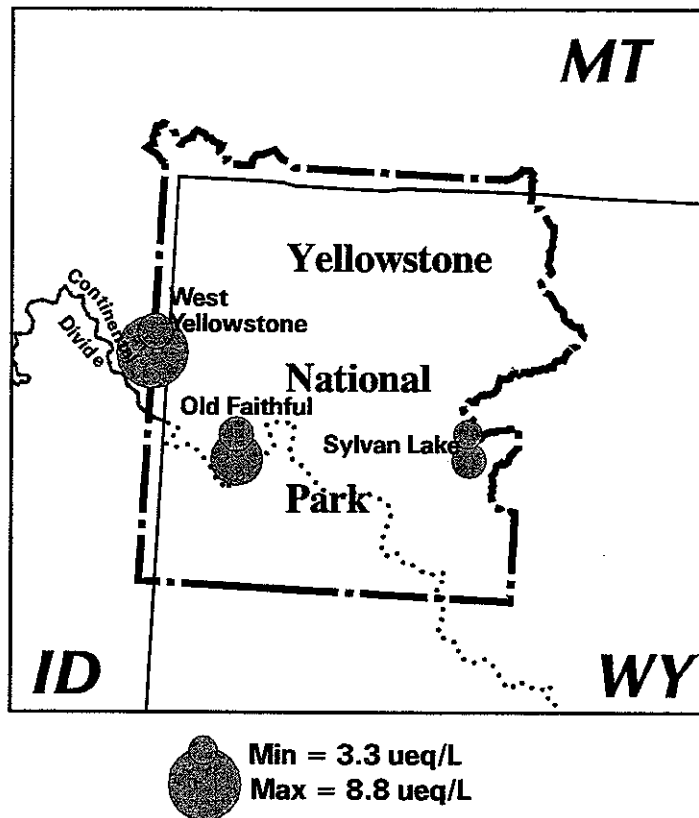 MT
Yellowstone
Continental
Divide
West
Yellowstone
National
Old Faithful
Sylvan Lake
Park
ID
WY
Min = 3.3 ueq/L
Max = 8.8 ueq/L